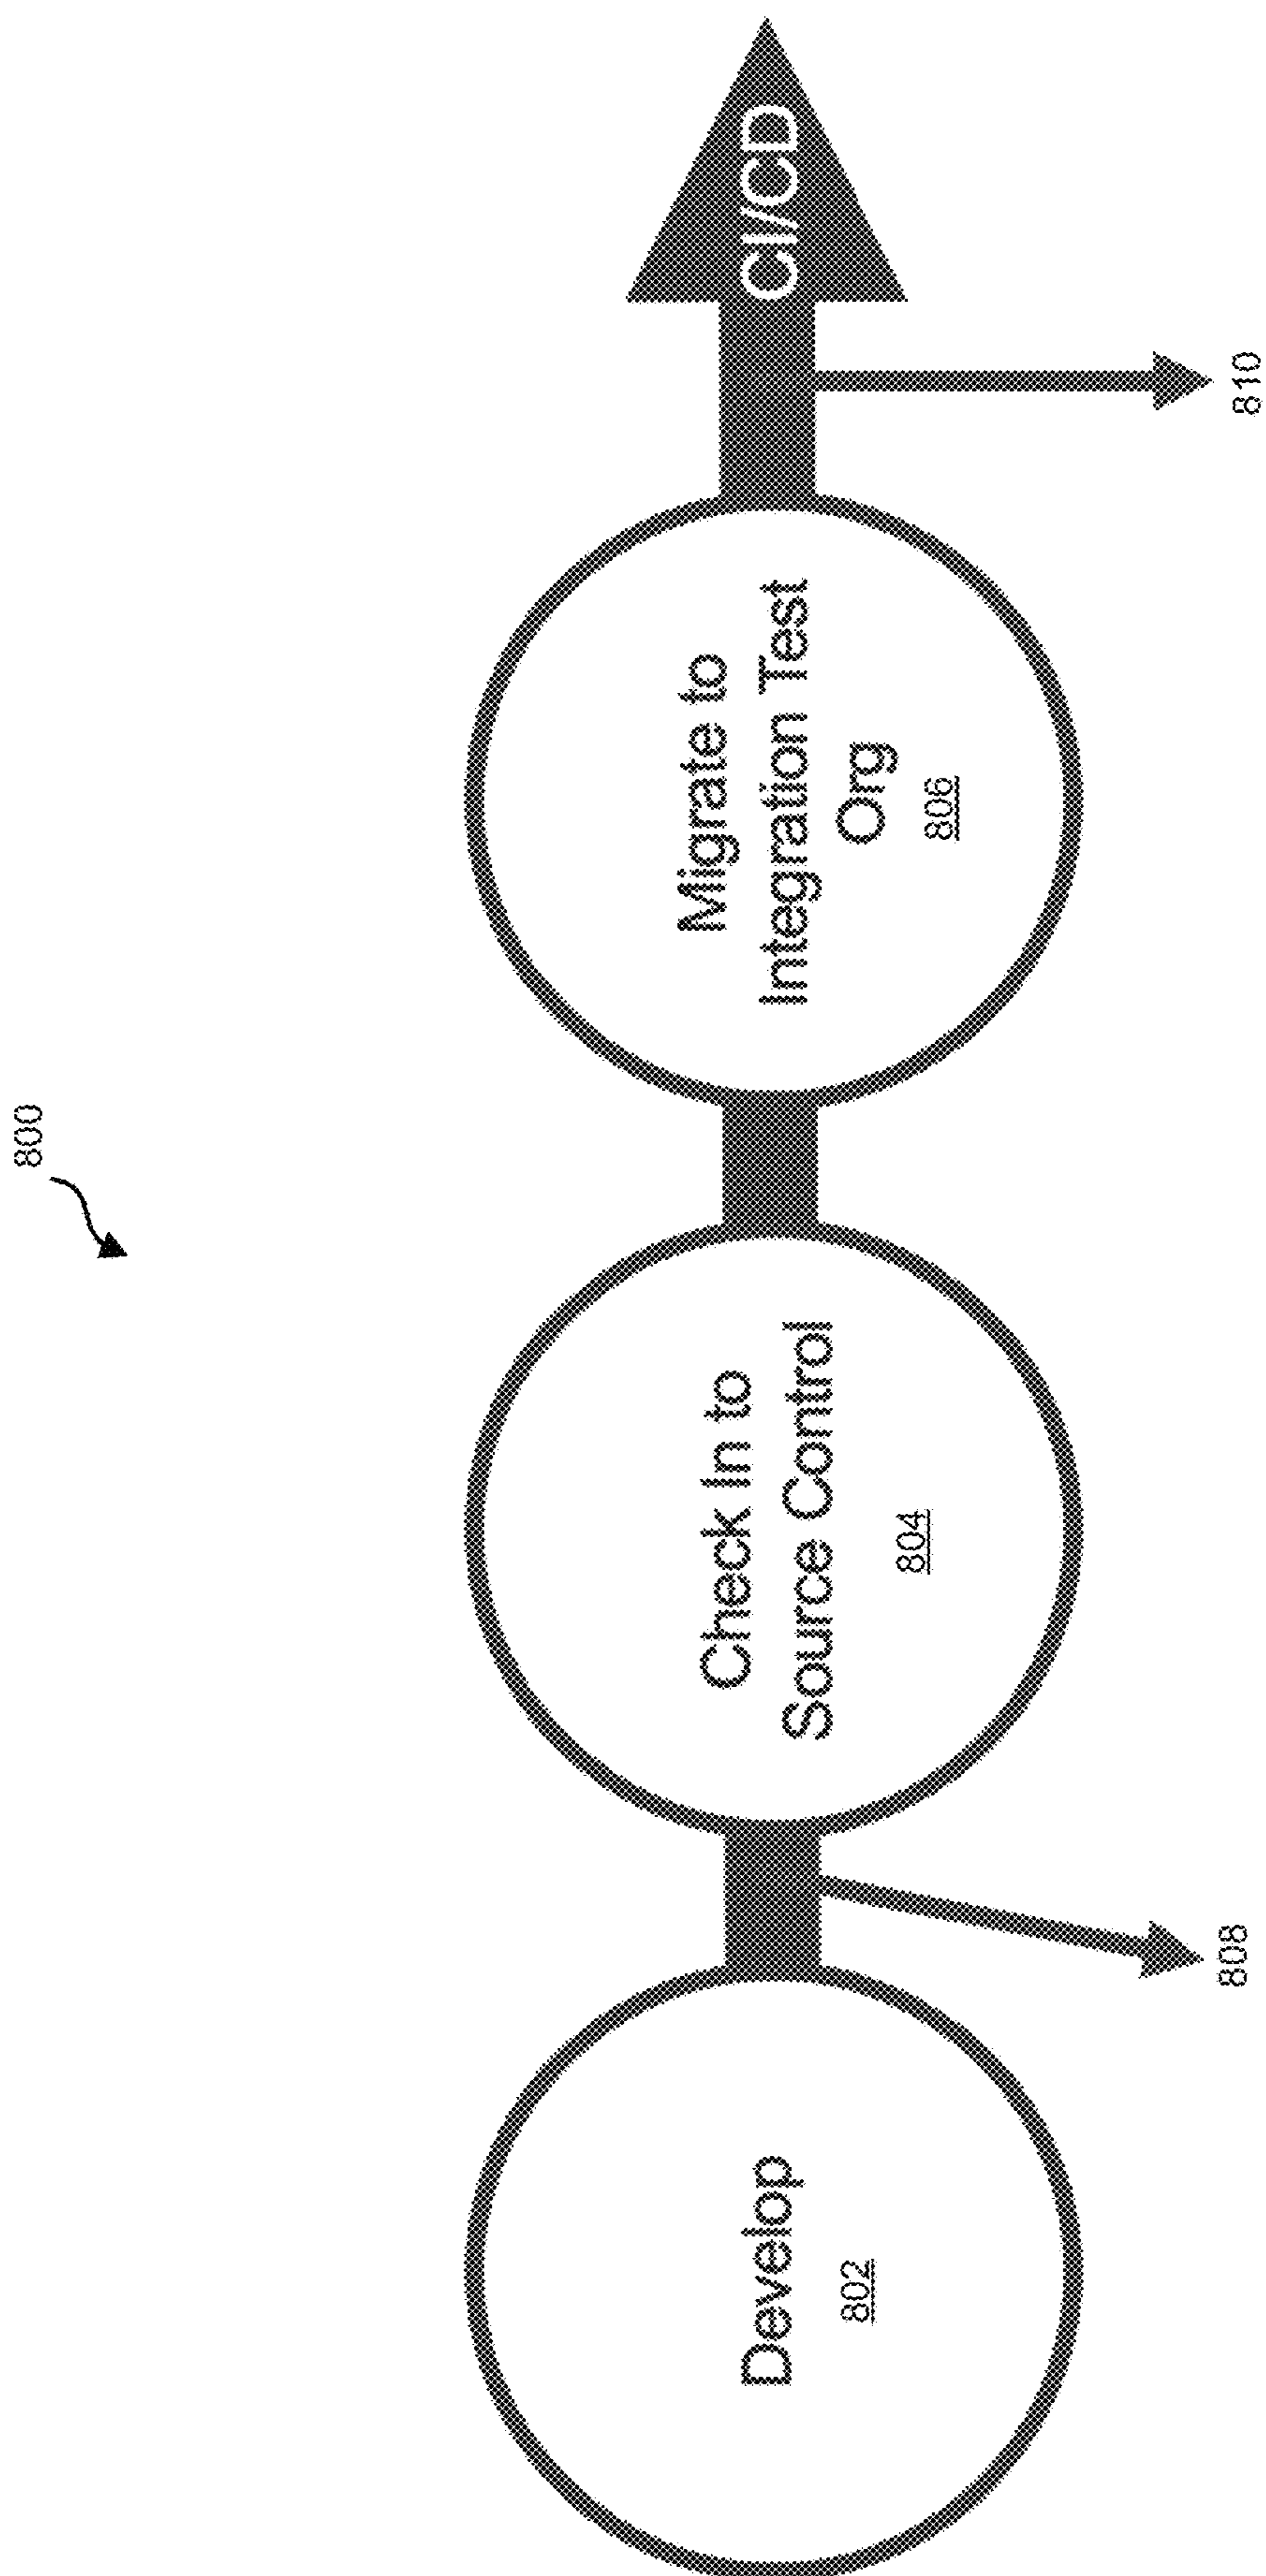 800
Develop
802
Check In to
Source Control
804
Migrate to
Integration Test
Org
806
CI/CD
808
810